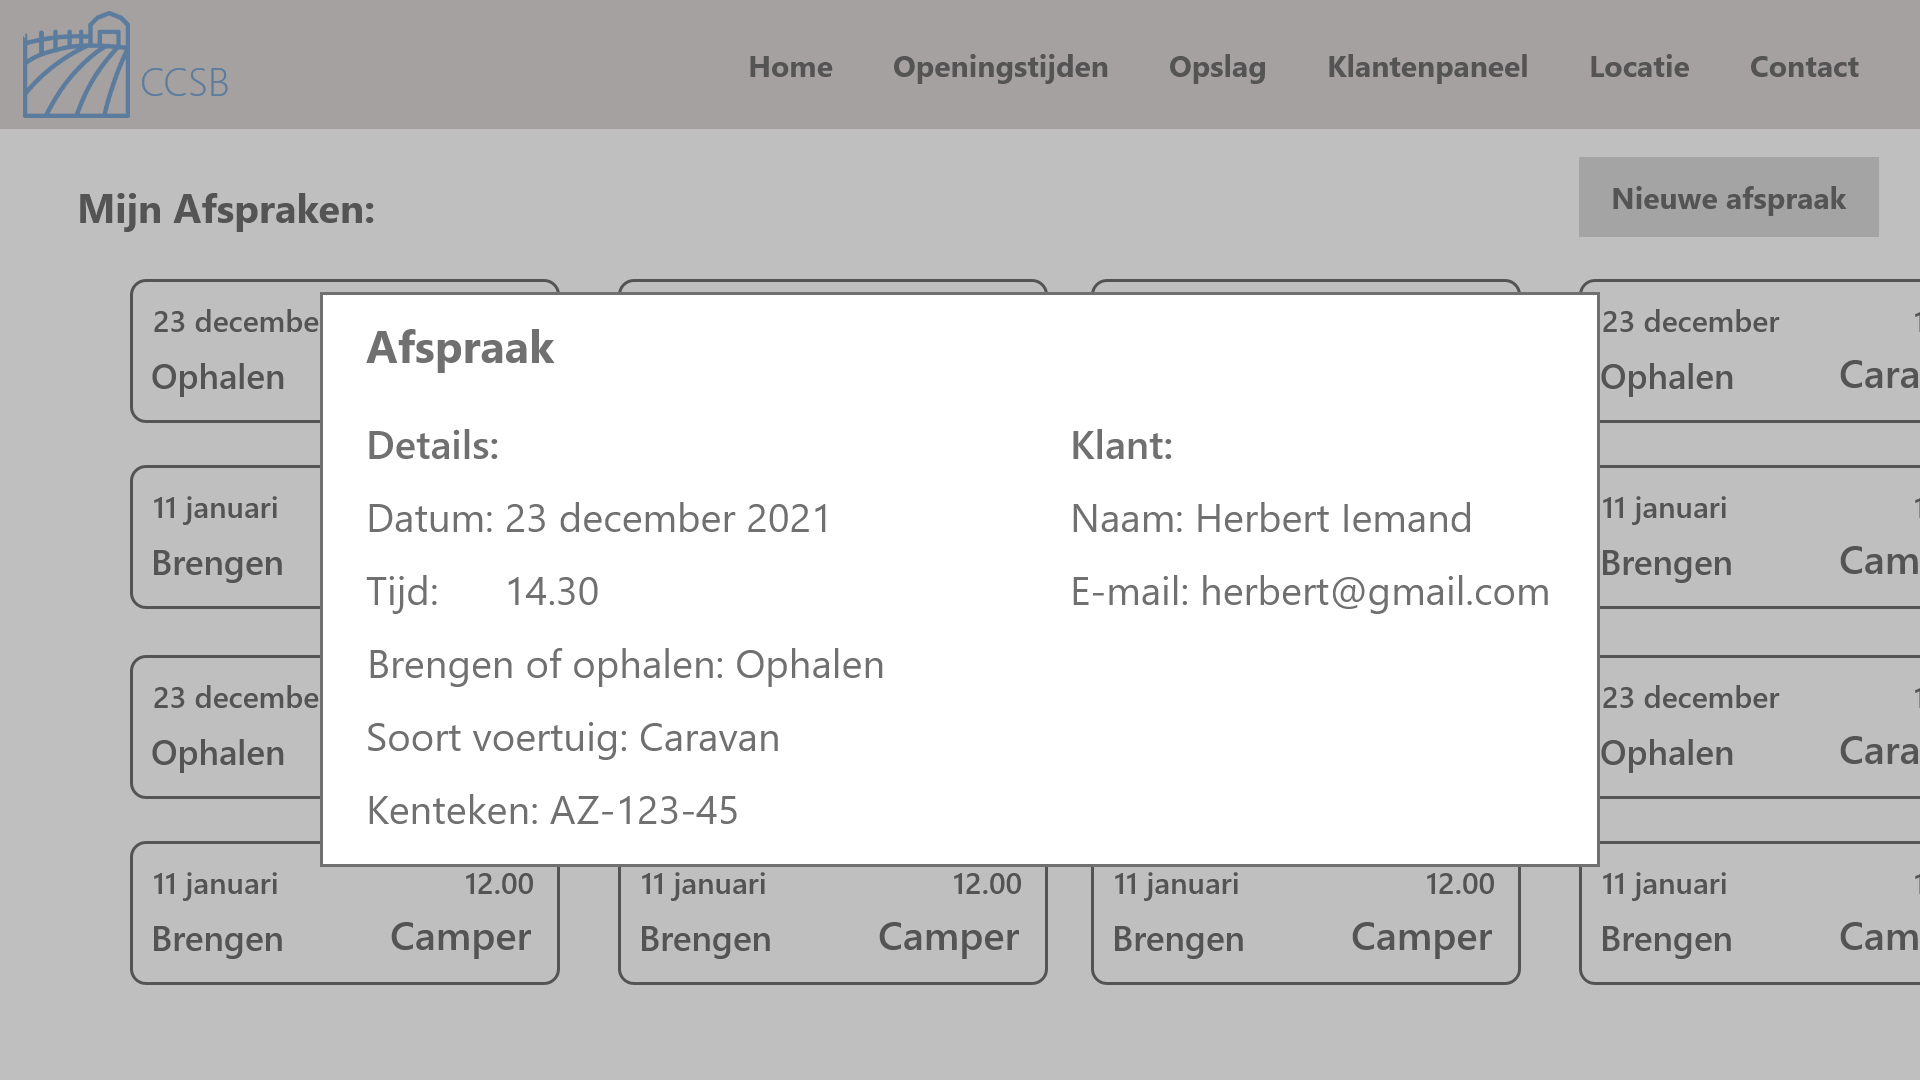 CCSB
Home Openingstijden Opslag Klantenpaneel Locatie Contact
Mijn Afspraken:
Nieuwe afspraak
23 decembe
Ophalen
23 december
Ophalen Cara
11 januari
Brengen
11 januari
Brengen Cam
23 decembe
Ophalen
23 december
Ophalen Cara
Afspraak
Details:
Datum: 23 december 2021
Tijd: 14.30
Brengen of ophalen: Ophalen
Soort voertuig: Caravan
Kenteken: AZ-123-45
Klant:
Naam: Herbert Iemand
E-mail: herbert@gmail.com
11 januari 12.00
Brengen Camper
11 januari 12.00
Brengen Camper
11 januari 12.00
Brengen Camper
11 januari
Brengen Cam